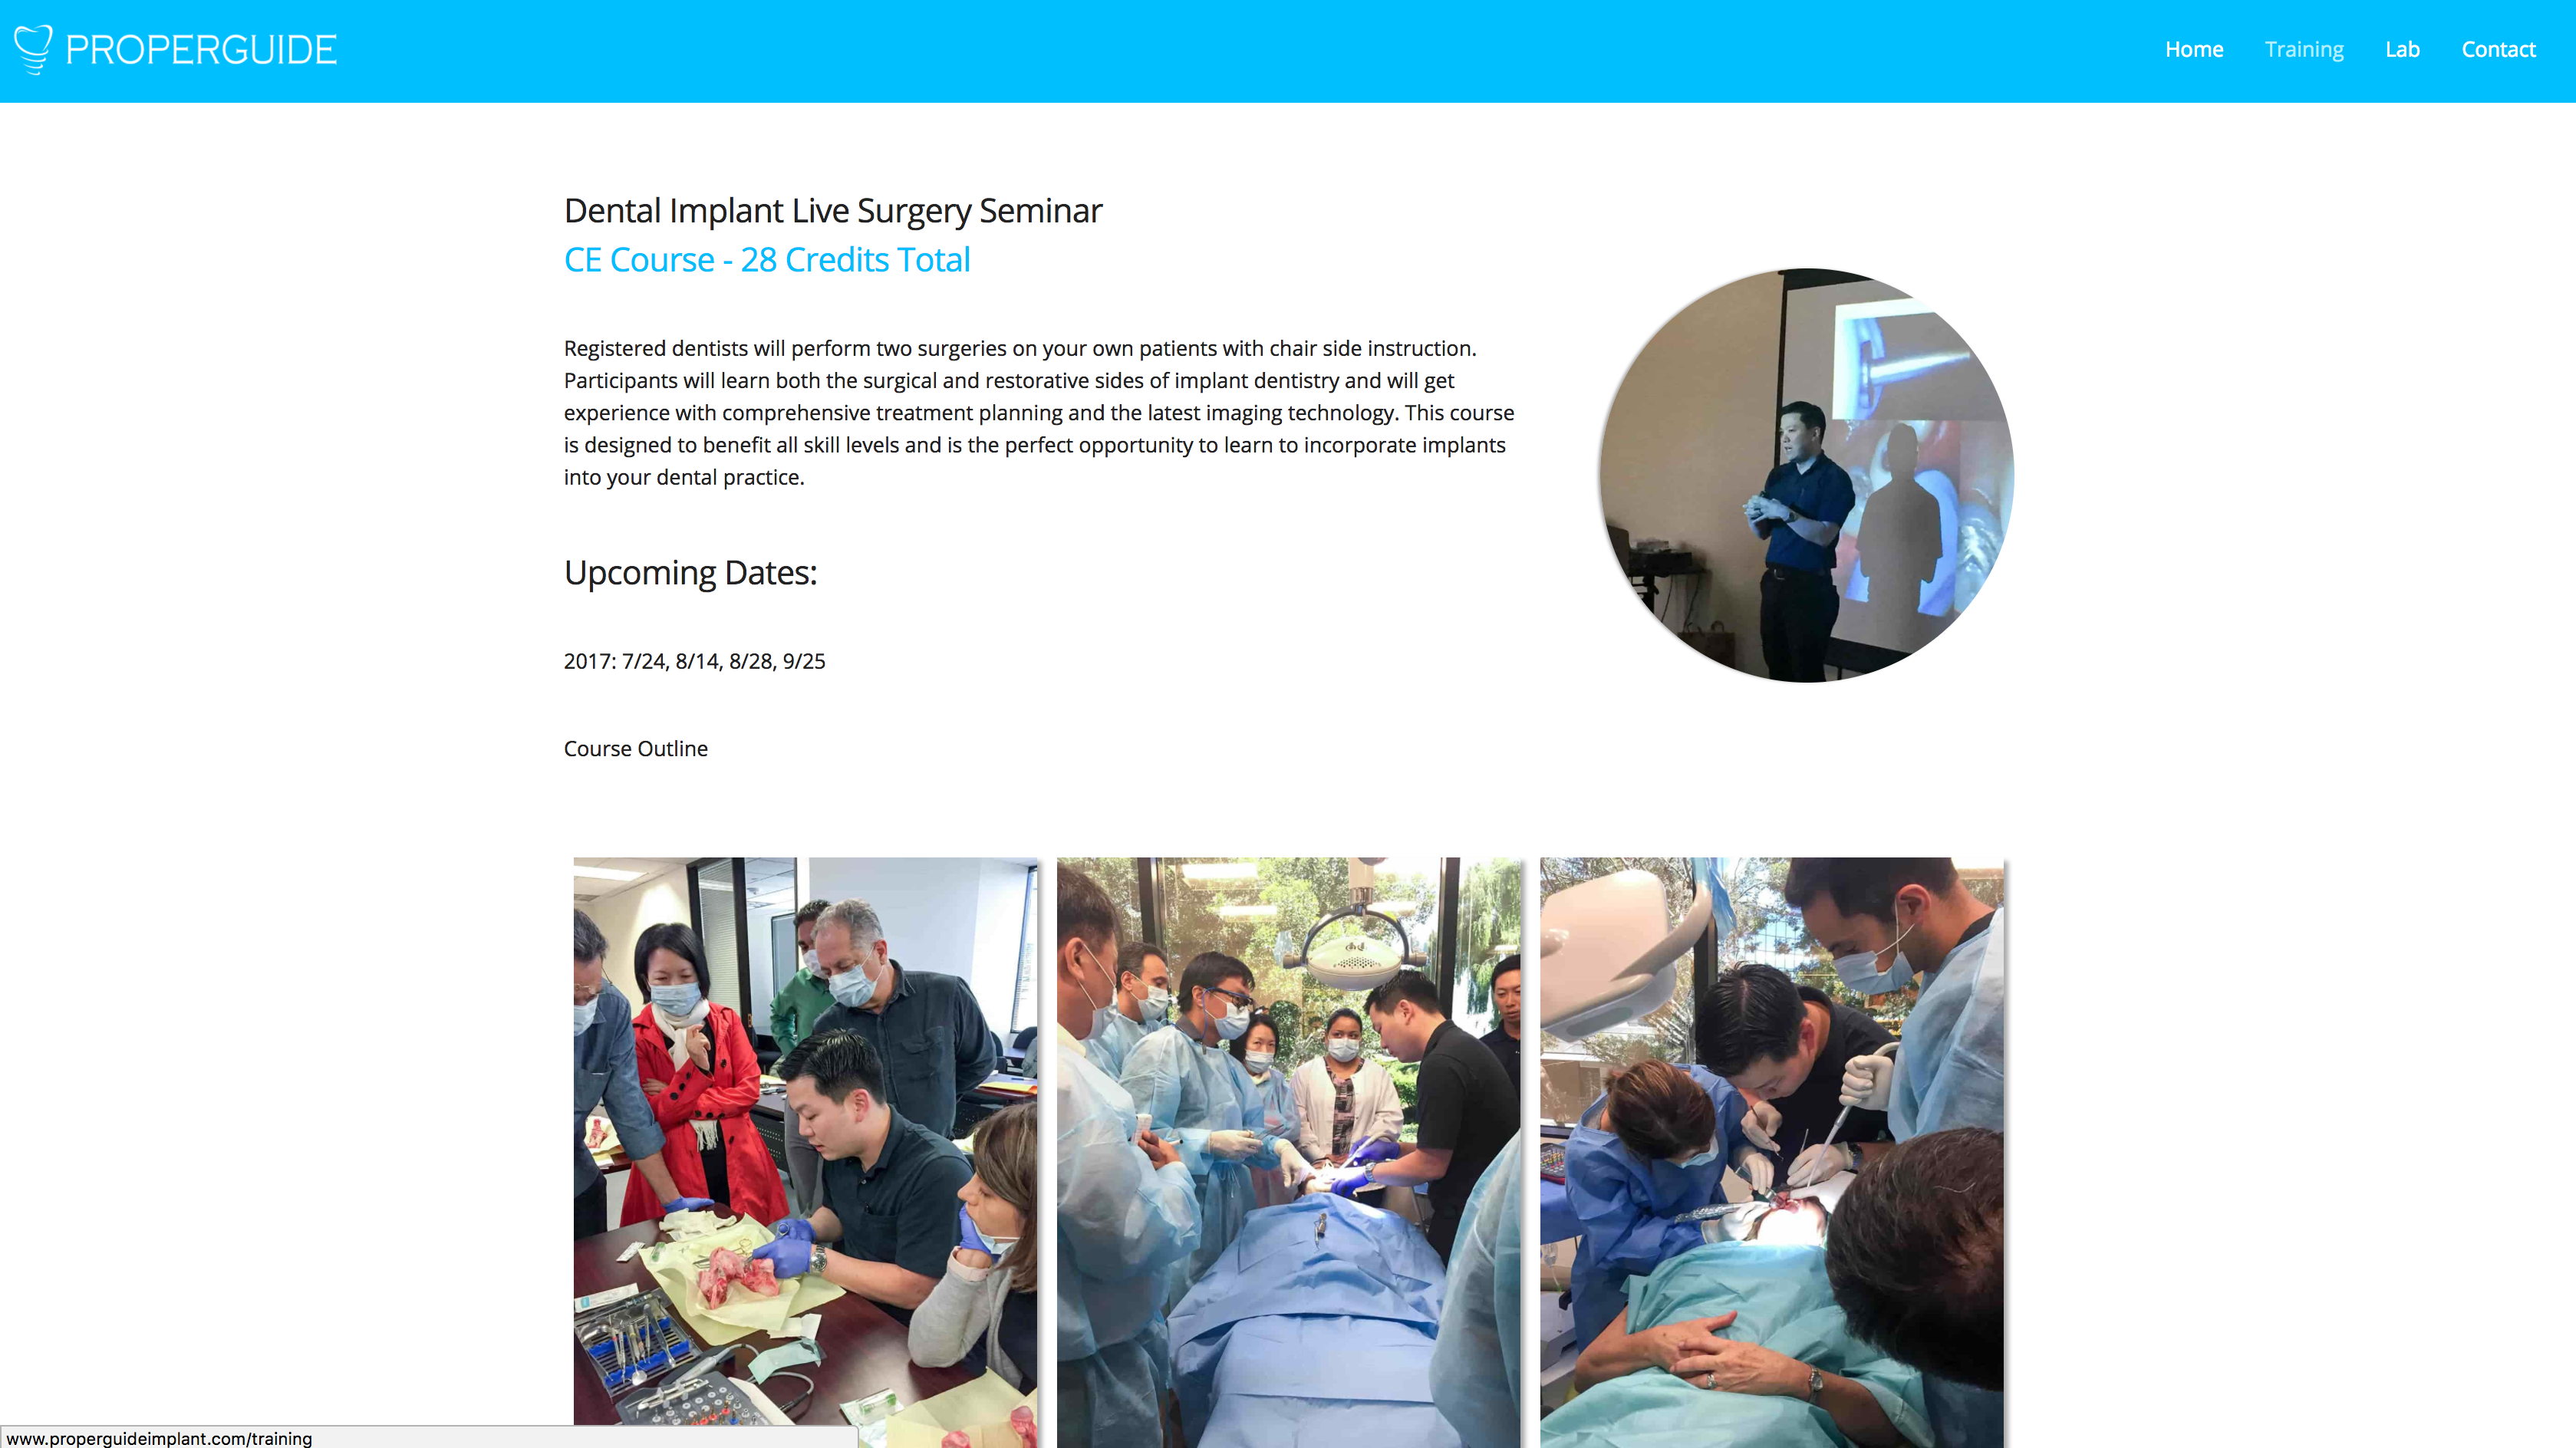 PROPERGUIDE
Home Training Lab Contact
Dental Implant Live Surgery Seminar
CE Course - 28 Credits Total
Registered dentists will perform two surgeries on your own patients with chair side instruction.
Participants will learn both the surgical and restorative sides of implant dentistry and will get
experience with comprehensive treatment planning and the latest imaging technology. This course
is designed to benefit all skill levels and is the perfect opportunity to learn to incorporate implants
into your dental practice.
Upcoming Dates:
2017: 7/24, 8/14, 8/28, 9/25
Course Outline
www.properguideimplant.com/training